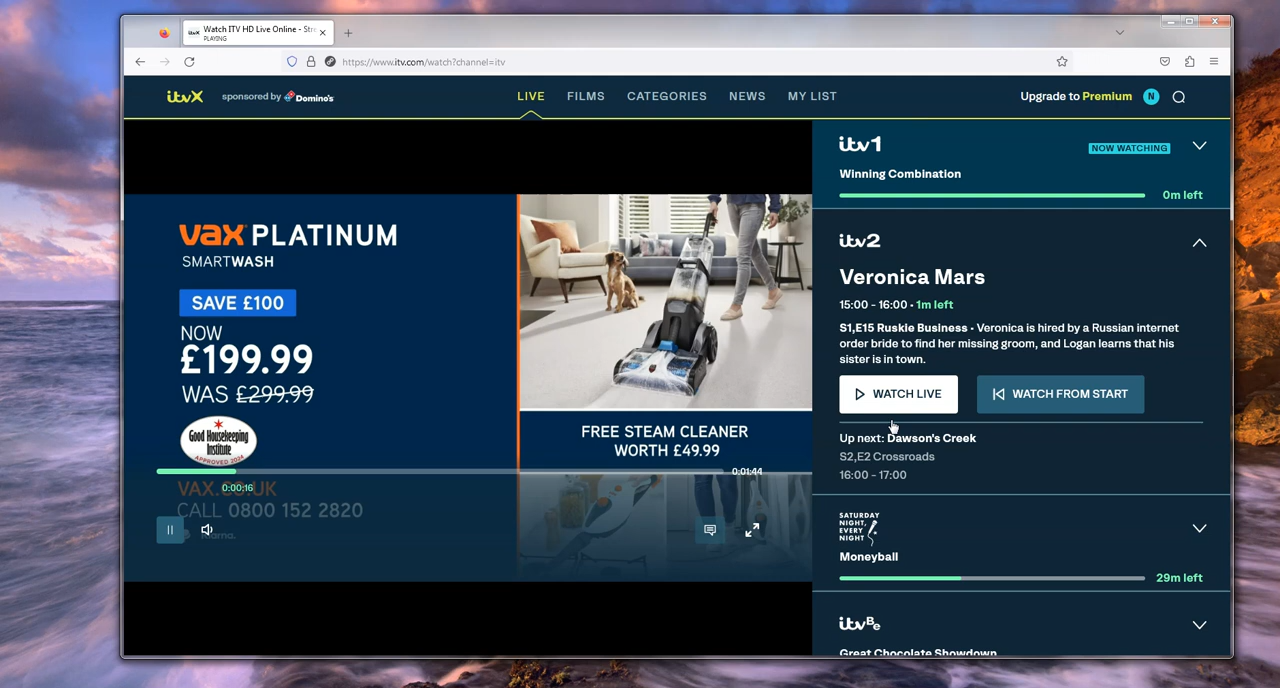 itvX Watch ITV HD Live Online - Str
PLAYING
https://www.itv.com/watch?channel=itv
itvX sponsored by Domino's
LIVE FILMS CATEGORIES NEWS MY LIST
Upgrade to Premium N
vax PLATINUM
SMARTWASH
SAVE £100
NOW
£199.99
WAS £299.99
Good Housekeeping
Institute
APPROVED 2024
VAX.CO.UK
CALL 0800 152 2820
Klarna.
FREE STEAM CLEANER
WORTH £49.99
0:00:16
0:01:44
itv1
NOW WATCHING
Winning Combination
0m left
itv2
Veronica Mars
15:00 - 16:00 • 1m left
S1,E15 Ruskie Business • Veronica is hired by a Russian internet
order bride to find her missing groom, and Logan learns that his
sister is in town.
WATCH LIVE
WATCH FROM START
Up next: Dawson's Creek
S2,E2 Crossroads
16:00 - 17:00
SATURDAY
NIGHT,
EVERY
NIGHT
Moneyball
29m left
itvBe
Great Chocolate Showdown